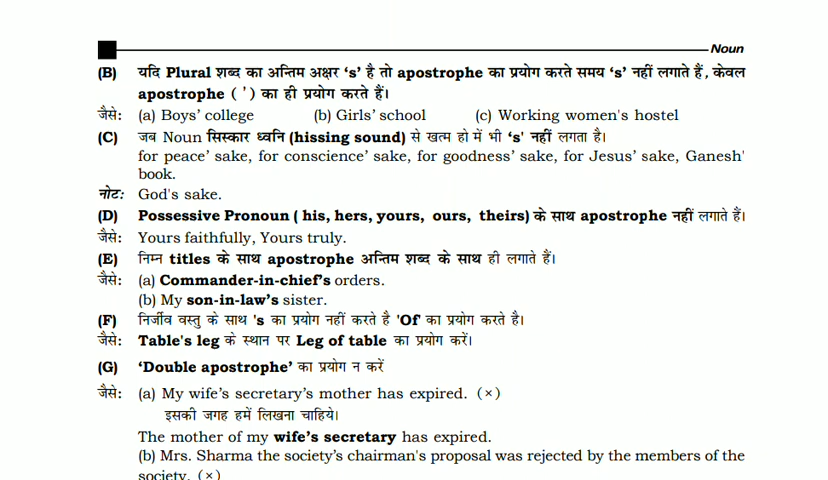 Noun
(B) यदि Plural शब्द का अन्तिम अक्षर ‘s’ है तो apostrophe का प्रयोग करते समय ‘s’ नहीं लगाते हैं, केवल
apostrophe ( ' ) का ही प्रयोग करते हैं।
जैसे: (a) Boys’ college (b) Girls’ school (c) Working women's hostel
(C) जब Noun सिस्कार ध्वनि (hissing sound) से खत्म हो में भी ‘s' नहीं लगता है।
for peace’ sake, for conscience’ sake, for goodness’ sake, for Jesus’ sake, Ganesh'
book.
नोट: God's sake.
(D) Possessive Pronoun ( his, hers, yours, ours, theirs) के साथ apostrophe नहीं लगाते हैं।
जैसे: Yours faithfully, Yours truly.
(E) निम्न titles के साथ apostrophe अन्तिम शब्द के साथ ही लगाते हैं।
जैसे: (a) Commander-in-chief’s orders.
(b) My son-in-law’s sister.
(F) निर्जीव वस्तु के साथ 's का प्रयोग नहीं करते है 'Of' का प्रयोग करते है।
जैसे: Table's leg के स्थान पर Leg of table का प्रयोग करें।
(G) ‘Double apostrophe’ का प्रयोग न करें
जैसे: (a) My wife’s secretary’s mother has expired. (×)
इसकी जगह हमें लिखना चाहिये।
The mother of my wife’s secretary has expired.
(b) Mrs. Sharma the society’s chairman's proposal was rejected by the members of the
society. (×)